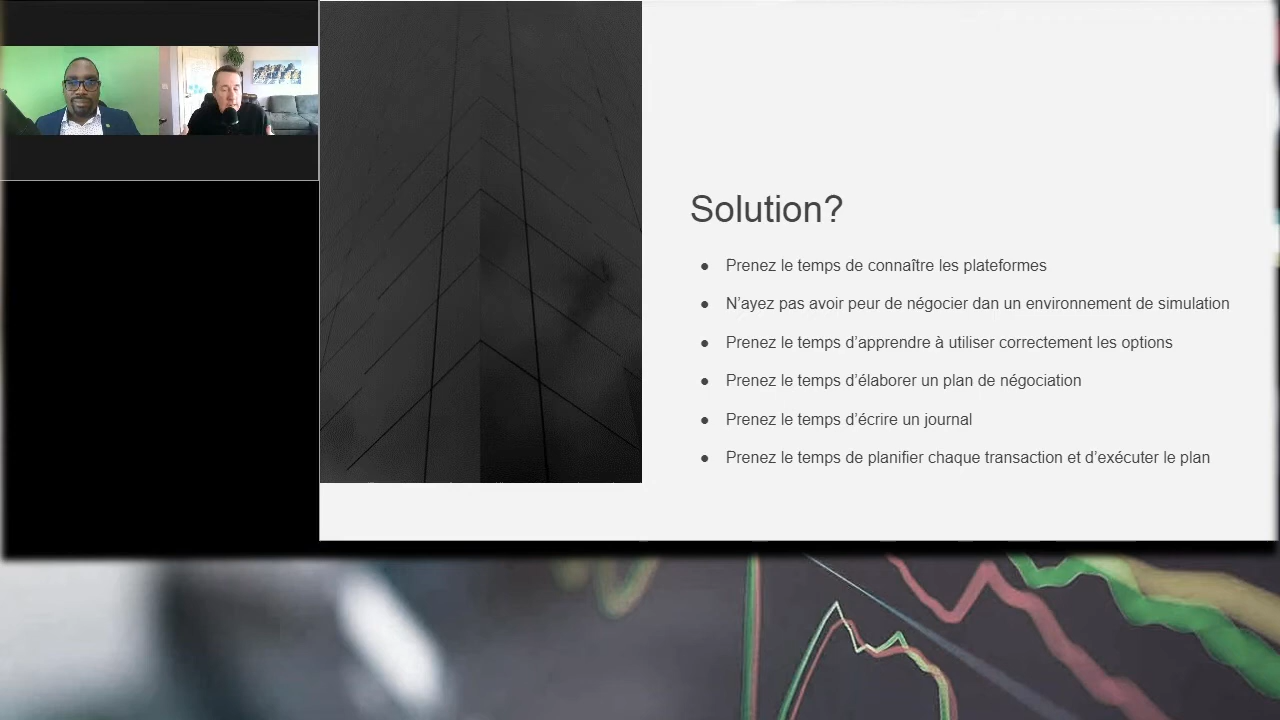 Solution?
● Prenez le temps de connaître les plateformes
● N’ayez pas avoir peur de négocier dan un environnement de simulation
● Prenez le temps d’apprendre à utiliser correctement les options
● Prenez le temps d’élaborer un plan de négociation
● Prenez le temps d’écrire un journal
● Prenez le temps de planifier chaque transaction et d’exécuter le plan